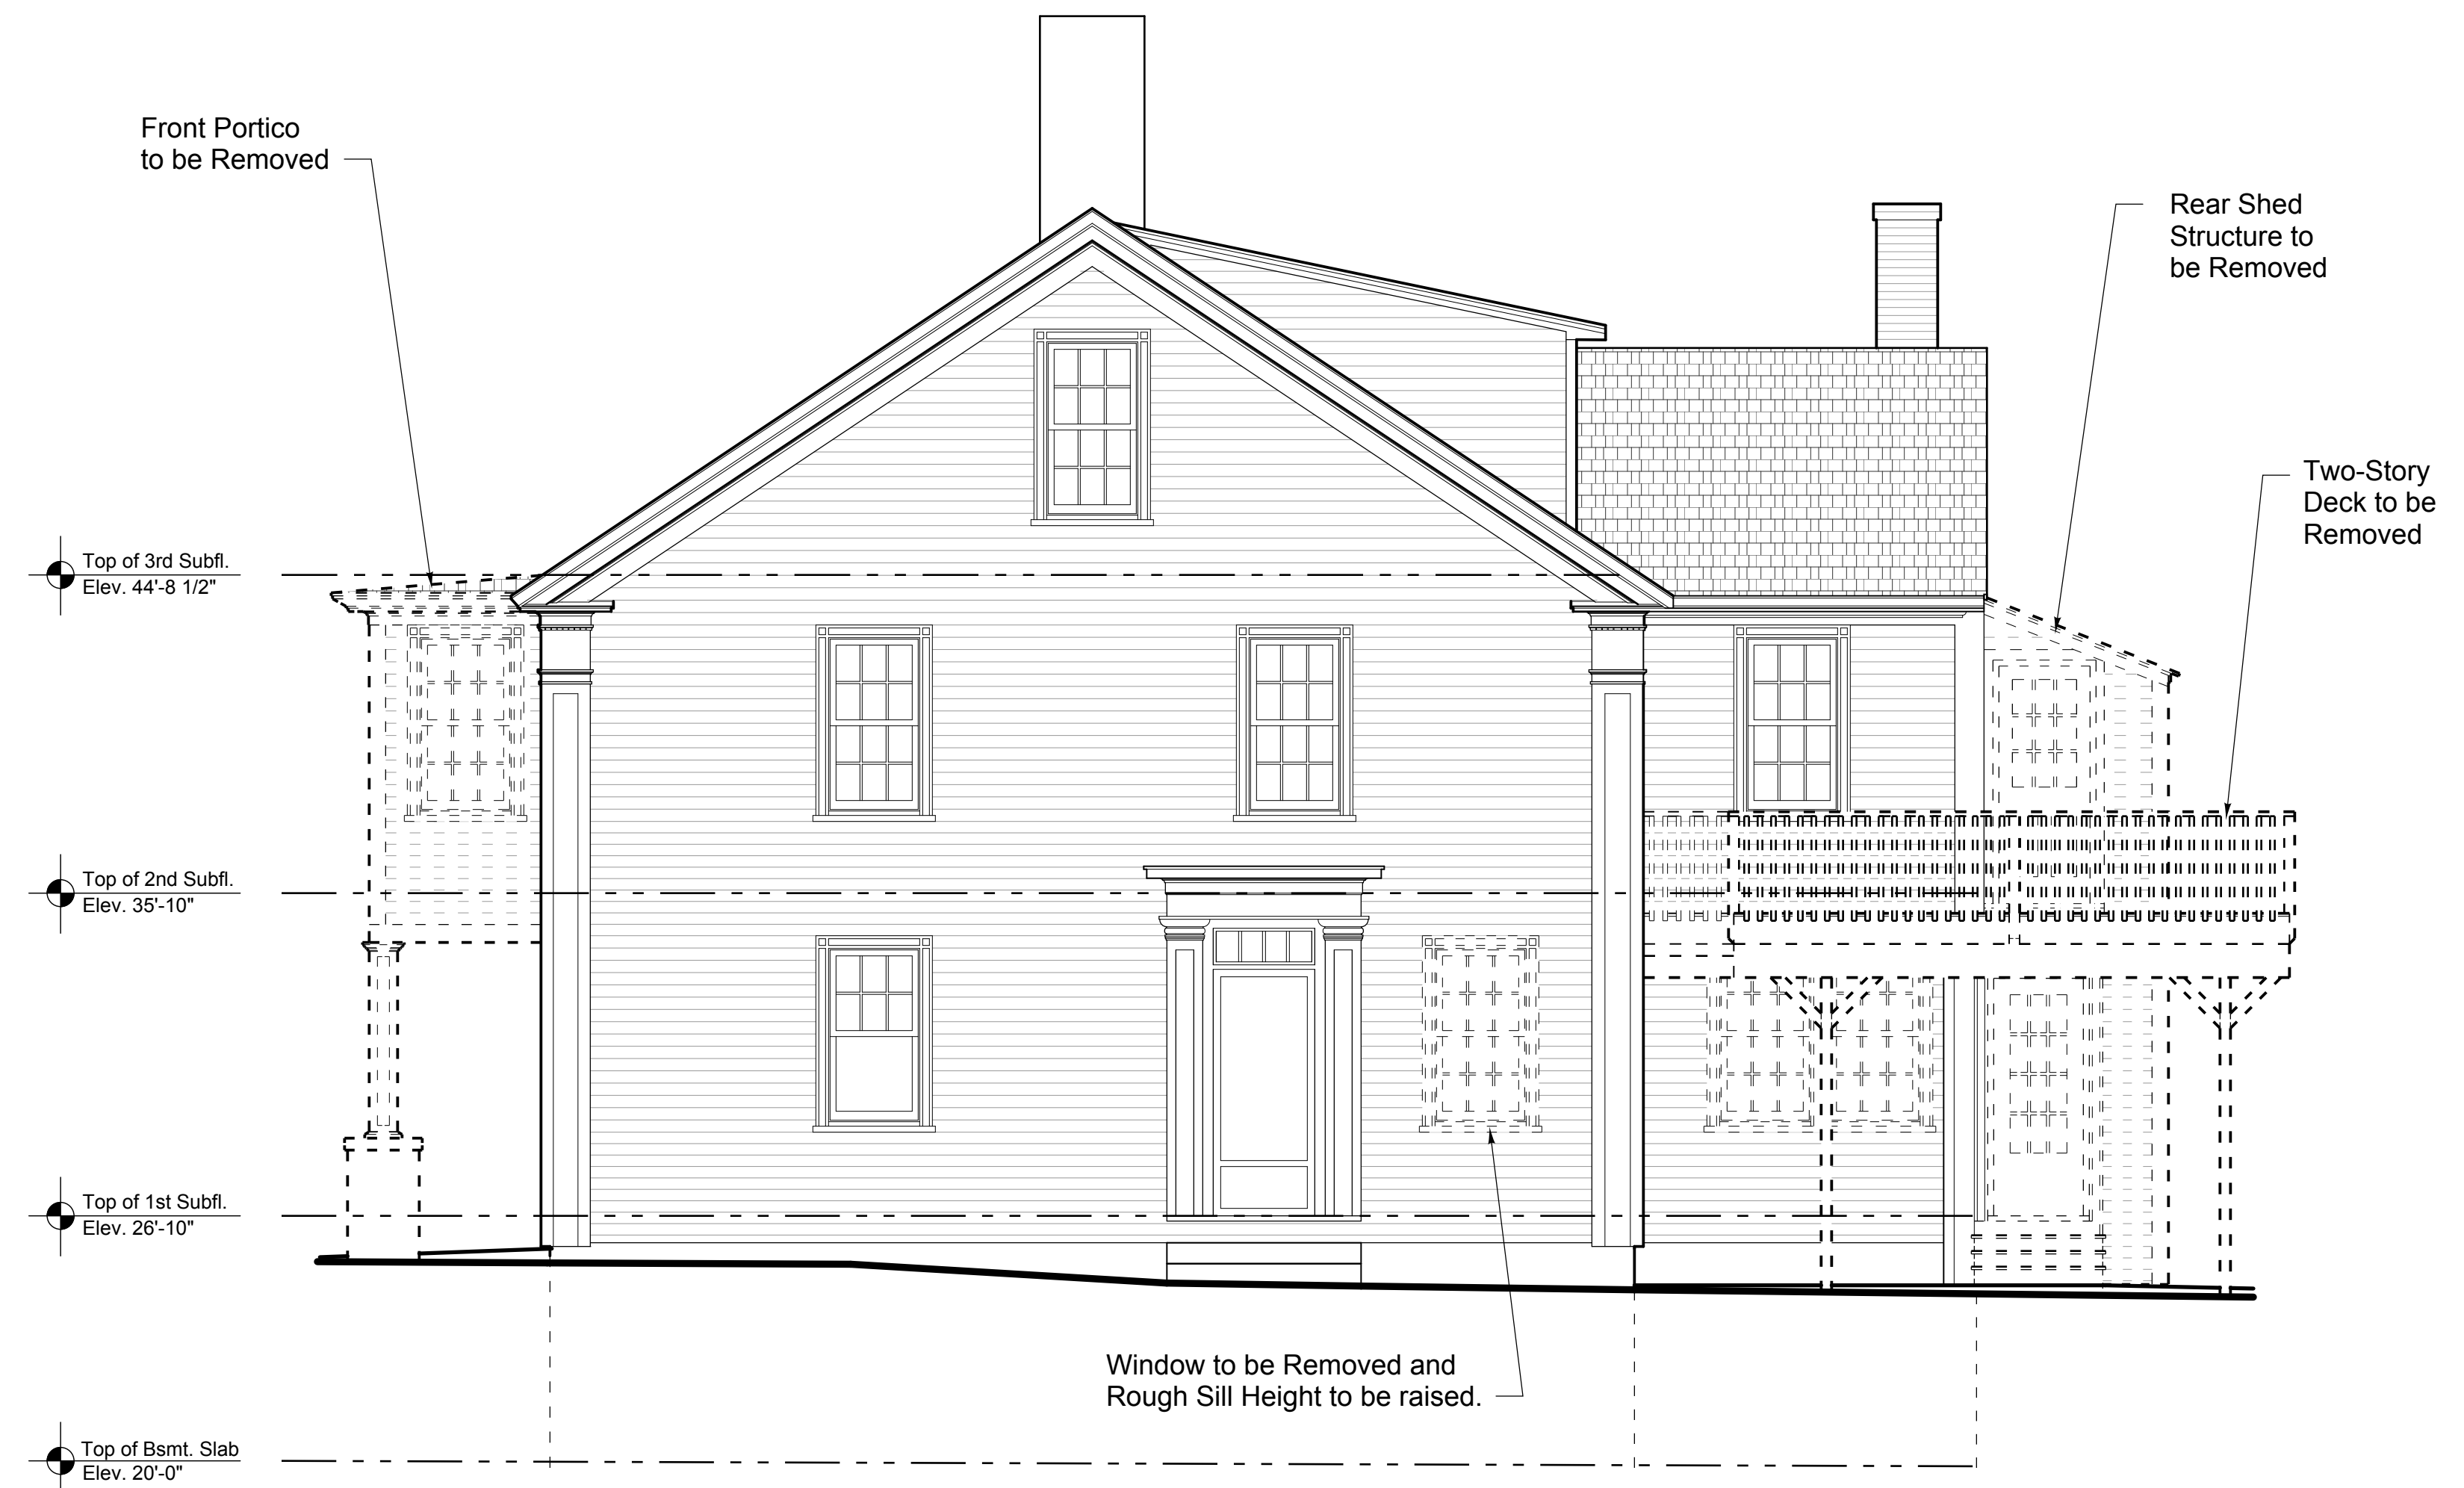 Front Portico
to be Removed
Rear Shed
Structure to
be Removed
Two-Story
Deck to be
Removed
Top of 3rd Subfl.
Elev. 44'-8 1/2"
Top of 2nd Subfl.
Elev. 35'-10"
Top of 1st Subfl.
Elev. 26'-10"
Window to be Removed and
Rough Sill Height to be raised.
Top of Bsmt. Slab
Elev. 20'-0"